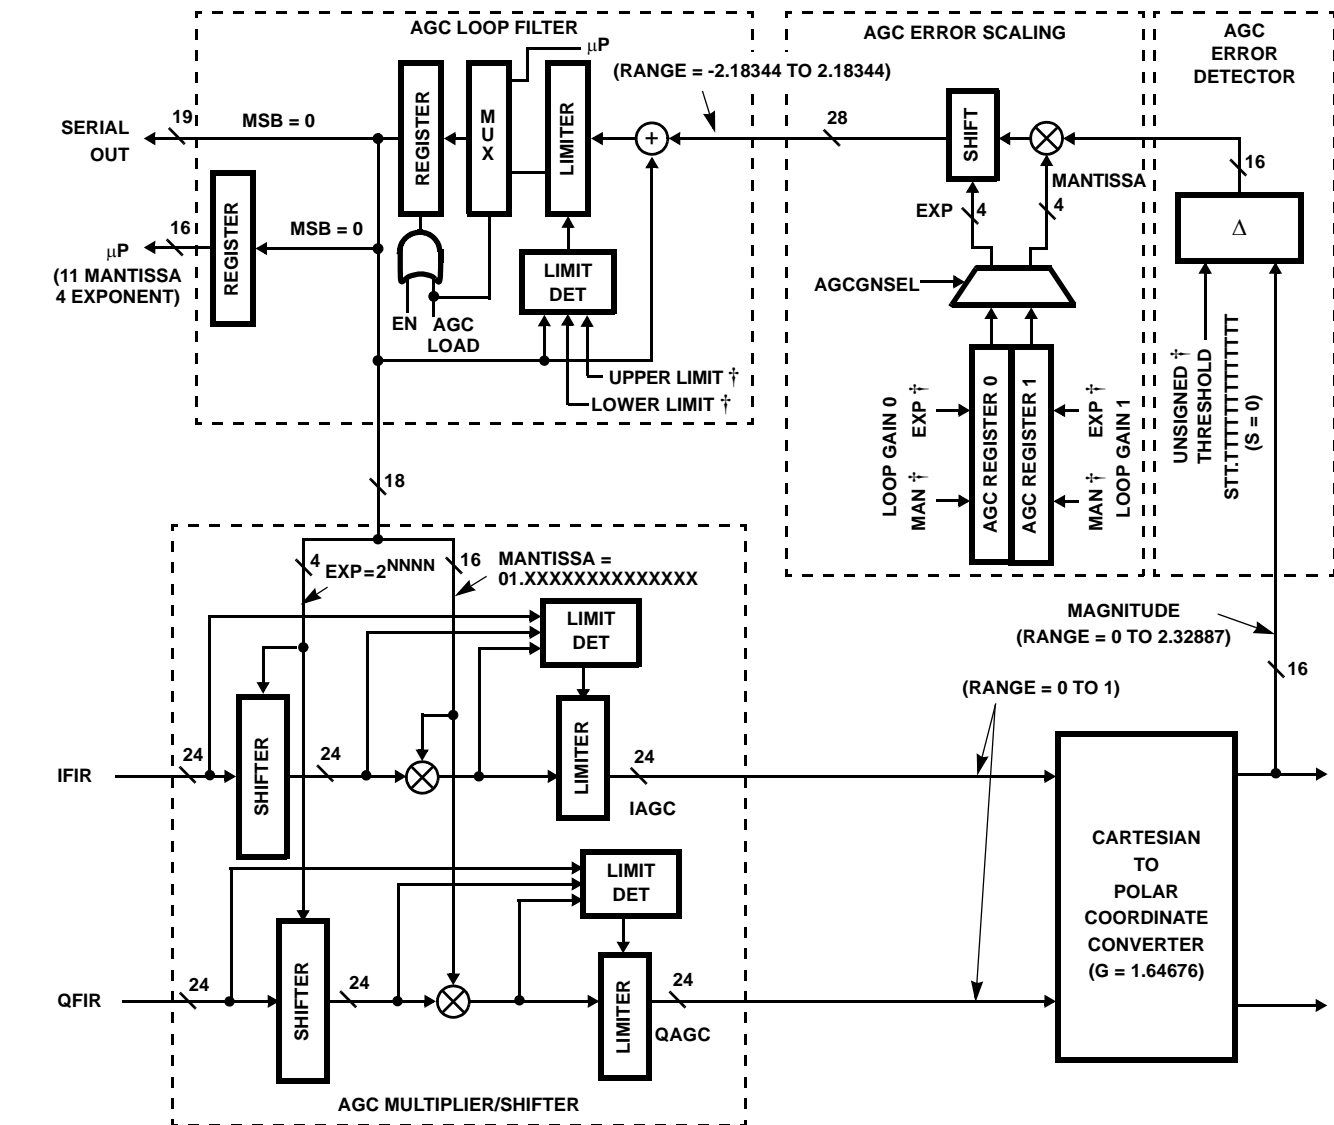 AGC LOOP FILTER
µP
AGC ERROR SCALING
AGC
ERROR
DETECTOR
(RANGE = -2.18344 TO 2.18344)
SERIAL
OUT
19
MSB = 0
REGISTER
MUX
LIMITER
+
28
SHIFT
16
MANTISSA
EXP
4
4
Δ
µP
(11 MANTISSA
4 EXPONENT)
16
REGISTER
MSB = 0
LIMIT
DET
AGCGNSEL
EN
AGC
LOAD
UPPER LIMIT †
LOWER LIMIT †
LOOP GAIN 0
EXP †
MAN †
AGC REGISTER 0
AGC REGISTER 1
EXP †
MAN †
LOOP GAIN 1
UNSIGNED †
THRESHOLD
STT.TTTTTTTTTTTTT
(S = 0)
18
4
EXP=2NNNN
16
MANTISSA =
01.XXXXXXXXXXXXXX
LIMIT
DET
MAGNITUDE
(RANGE = 0 TO 2.32887)
16
(RANGE = 0 TO 1)
IFIR
24
SHIFTER
24
LIMITER
24
IAGC
LIMIT
DET
QFIR
24
SHIFTER
24
LIMITER
24
QAGC
CARTESIAN
TO
POLAR
COORDINATE
CONVERTER
(G = 1.64676)
AGC MULTIPLIER/SHIFTER